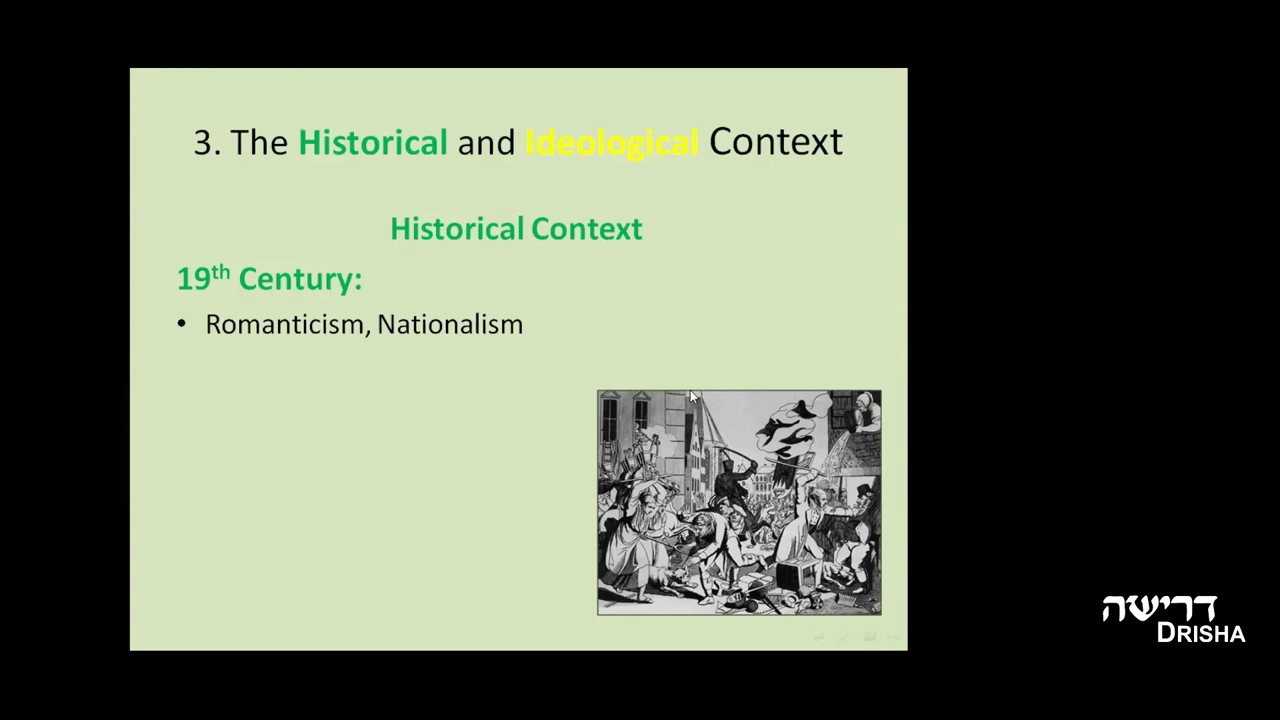 3. The Historical and Ideological Context
Historical Context
19th Century:
• Romanticism, Nationalism
דרישה
DRISHA